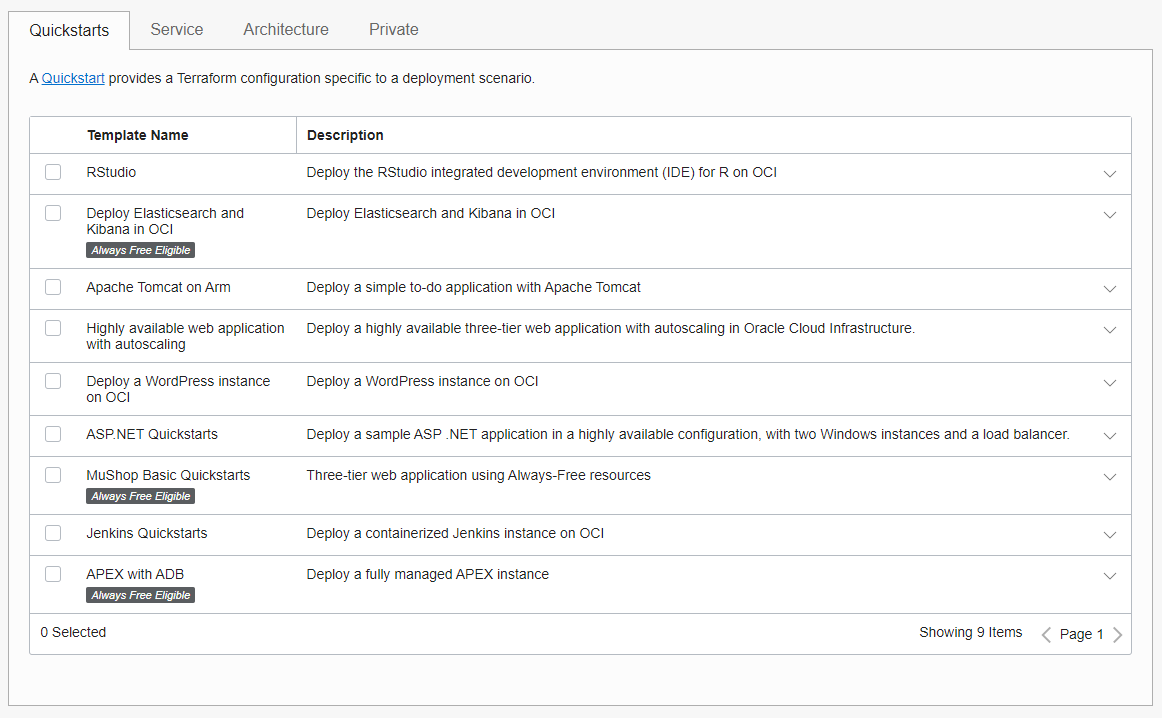 Quickstarts Service Architecture Private
A Quickstart provides a Terraform configuration specific to a deployment scenario.
Template Name Description
RStudio Deploy the RStudio integrated development environment (IDE) for R on OCI
Deploy Elasticsearch and Deploy Elasticsearch and Kibana in OCI
Kibana in OCI
Always Free Eligible
Apache Tomcat on Arm Deploy a simple to-do application with Apache Tomcat
Highly available web application Deploy a highly available three-tier web application with autoscaling in Oracle Cloud Infrastructure.
with autoscaling
Deploy a WordPress instance Deploy a WordPress instance on OCI
on OCI
ASP.NET Quickstarts Deploy a sample ASP .NET application in a highly available configuration, with two Windows instances and a load balancer.
MuShop Basic Quickstarts Three-tier web application using Always-Free resources
Always Free Eligible
Jenkins Quickstarts Deploy a containerized Jenkins instance on OCI
APEX with ADB Deploy a fully managed APEX instance
Always Free Eligible
0 Selected Showing 9 Items Page 1